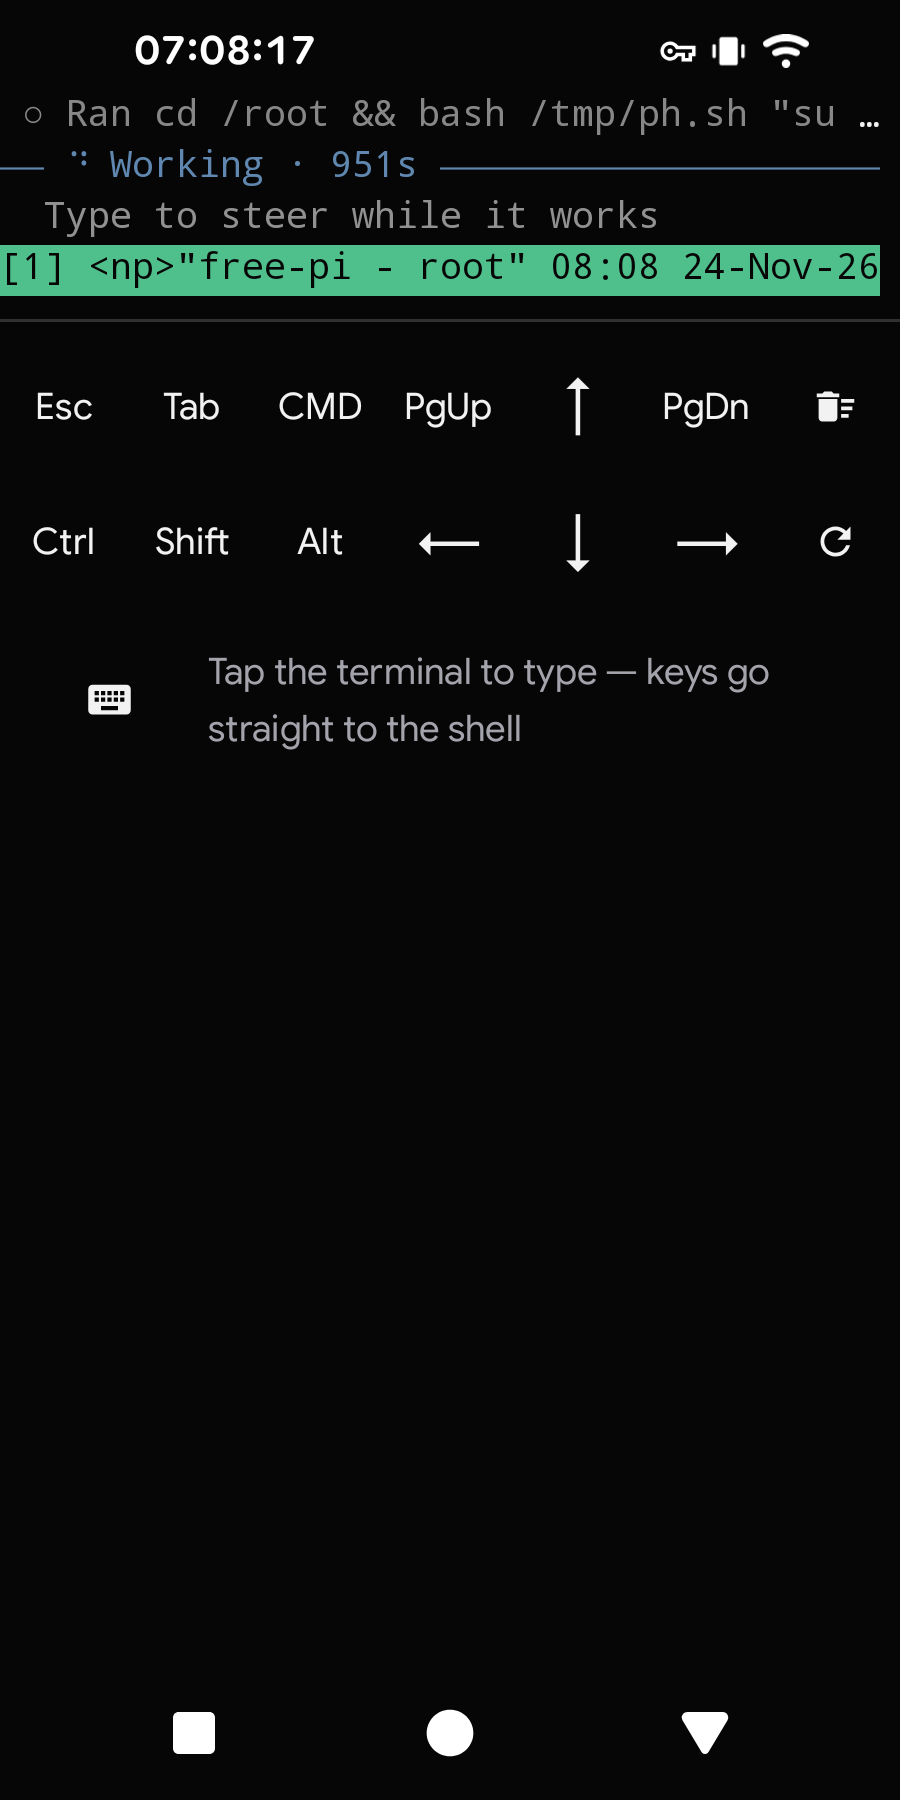 07:08:17
○ Ran cd /root && bash /tmp/ph.sh "su …
Working · 951s
Type to steer while it works
[1] <np>"free-pi - root" 08:08 24-Nov-26
Esc Tab CMD PgUp ↑ PgDn
Ctrl Shift Alt ← ↓ →
Tap the terminal to type — keys go
straight to the shell